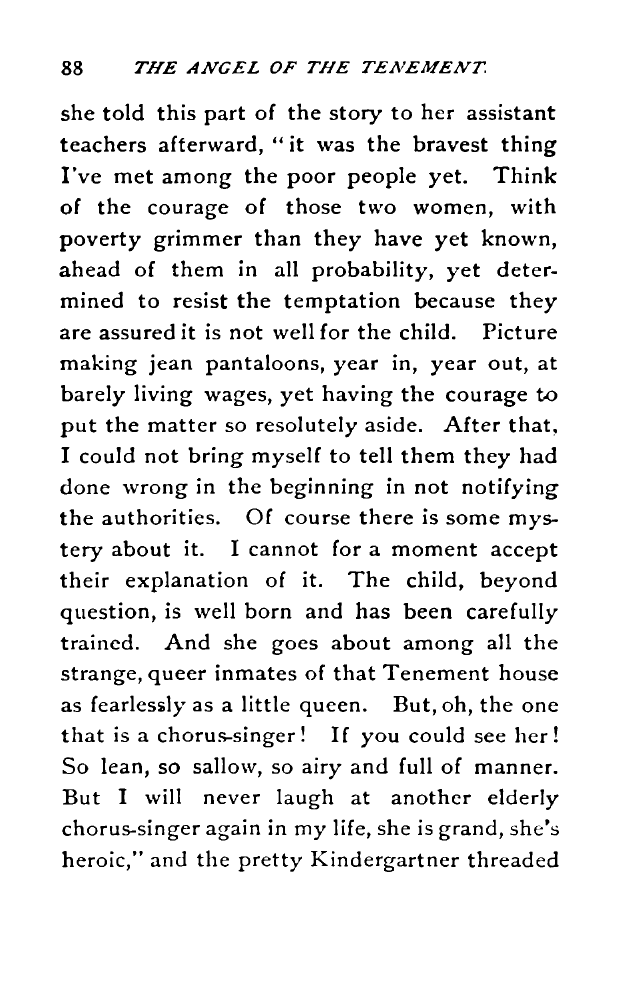 88 THE ANGEL OF THE TENEMENT.
she told this part of the story to her assistant
teachers afterward, “it was the bravest thing
I've met among the poor people yet. Think
of the courage of those two women, with
poverty grimmer than they have yet known,
ahead of them in all probability, yet deter-
mined to resist the temptation because they
are assured it is not well for the child. Picture
making jean pantaloons, year in, year out, at
barely living wages, yet having the courage to
put the matter so resolutely aside. After that,
I could not bring myself to tell them they had
done wrong in the beginning in not notifying
the authorities. Of course there is some mys-
tery about it. I cannot for a moment accept
their explanation of it. The child, beyond
question, is well born and has been carefully
trained. And she goes about among all the
strange, queer inmates of that Tenement house
as fearlessly as a little queen. But, oh, the one
that is a chorus-singer! If you could see her!
So lean, so sallow, so airy and full of manner.
But I will never laugh at another elderly
chorus-singer again in my life, she is grand, she's
heroic,” and the pretty Kindergartner threaded